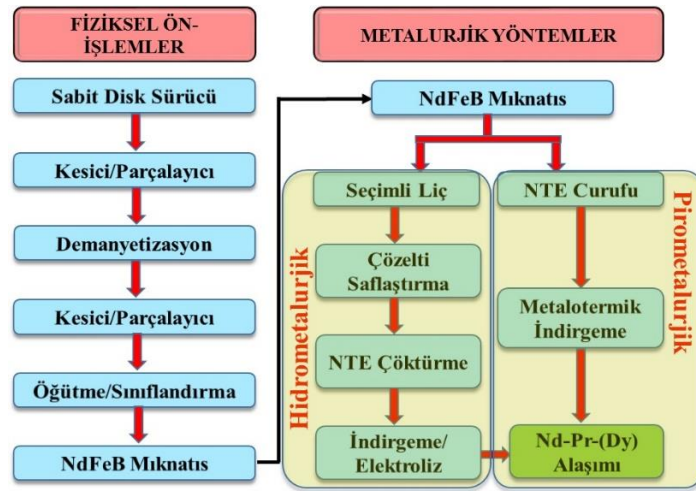 FİZİKSEL ÖN-
İŞLEMLER
Sabit Disk Sürücü
Kesici/Parçalayıcı
Demanyetizasyon
Kesici/Parçalayıcı
Öğütme/Sınıflandırma
NdFeB Mıknatıs
METALURJİK YÖNTEMLER
NdFeB Mıknatıs
Hidrometalurjik
Seçimli Liç
Çözelti
Saflaştırma
NTE Çöktürme
İndirgeme/
Elektroliz
Pirometalurjik
NTE Curufu
Metalotermik
İndirgeme
Nd-Pr-(Dy)
Alaşımı